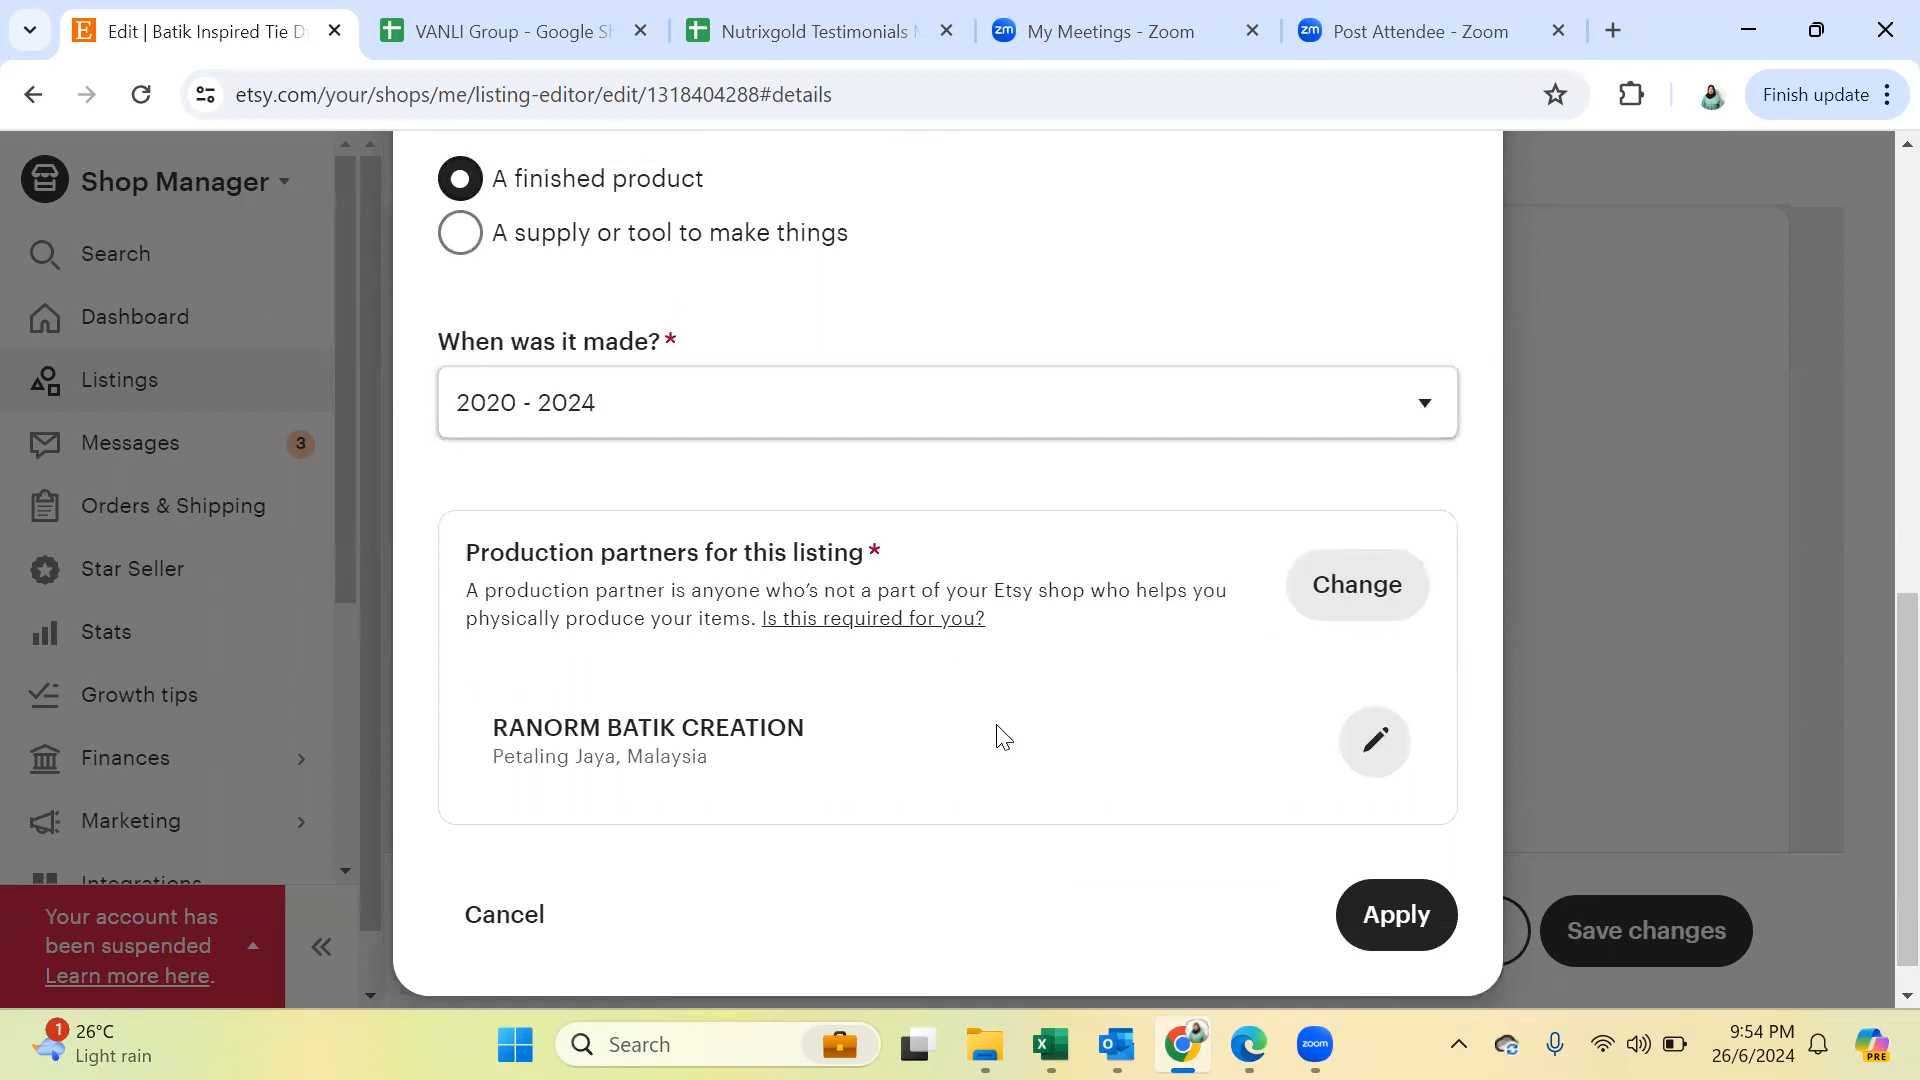 Edit | Batik Inspired Tie D
VANLI Group - Google Sh
Nutrixgold Testimonials M
zm
My Meetings - Zoom
zm
Post Attendee - Zoom
etsy.com/your/shops/me/listing-editor/edit/1318404288#details
Finish update
Shop Manager
Search
Dashboard
Listings
Messages
3
Orders & Shipping
Star Seller
Stats
Growth tips
Finances
Marketing
Integrations
Your account has
been suspended
Learn more here.
A finished product
A supply or tool to make things
When was it made? *
2020 - 2024
Production partners for this listing *
A production partner is anyone who's not a part of your Etsy shop who helps you
physically produce your items. Is this required for you?
Change
RANORM BATIK CREATION
Petaling Jaya, Malaysia
Cancel
Apply
Save changes
1
26°C
Light rain
Search
zoom
9:54 PM
26/6/2024
PRE